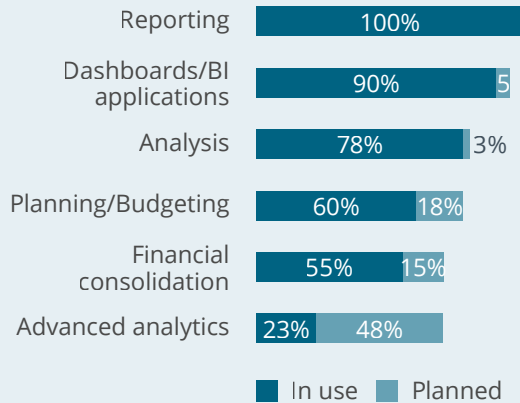 Reporting 100%
Dashboards/BI
applications 90% 5
Analysis 78% 3%
Planning/Budgeting 60% 18%
Financial
consolidation 55% 15%
Advanced analytics 23% 48%
In use Planned